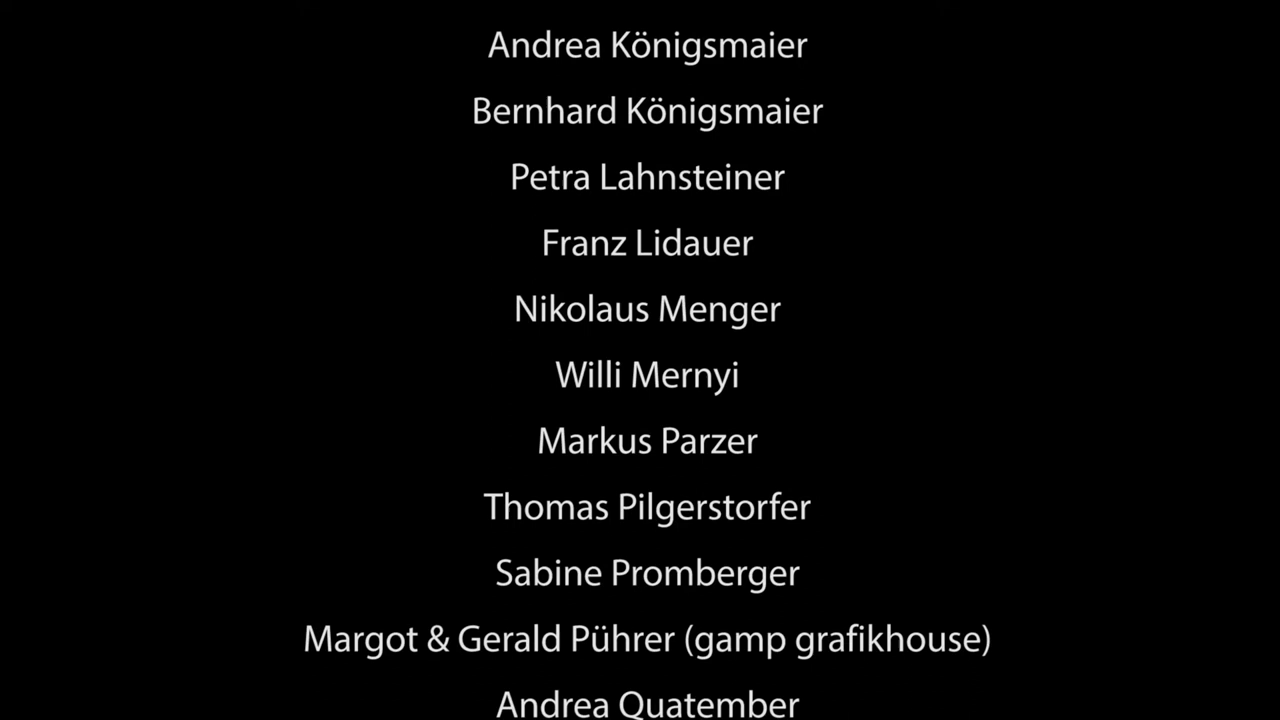 Andrea Königsmaier
Bernhard Königsmaier
Petra Lahnsteiner
Franz Lidauer
Nikolaus Menger
Willi Mernyi
Markus Parzer
Thomas Pilgerstorfer
Sabine Promberger
Margot & Gerald Pührer (gamp grafikhouse)
Andrea Quatember